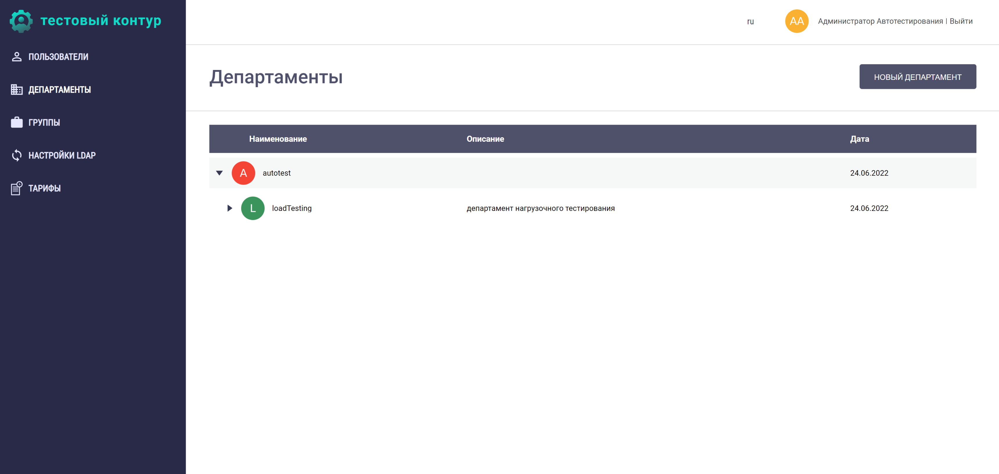 тестовый контур
ru
AA
Администратор Автотестирования | Выйти
ПОЛЬЗОВАТЕЛИ
ДЕПАРТАМЕНТЫ
ГРУППЫ
НАСТРОЙКИ LDAP
ТАРИФЫ
Департаменты
НОВЫЙ ДЕПАРТАМЕНТ
Наименование Описание Дата
A autotest 24.06.2022
L loadTesting департамент нагрузочного тестирования 24.06.2022